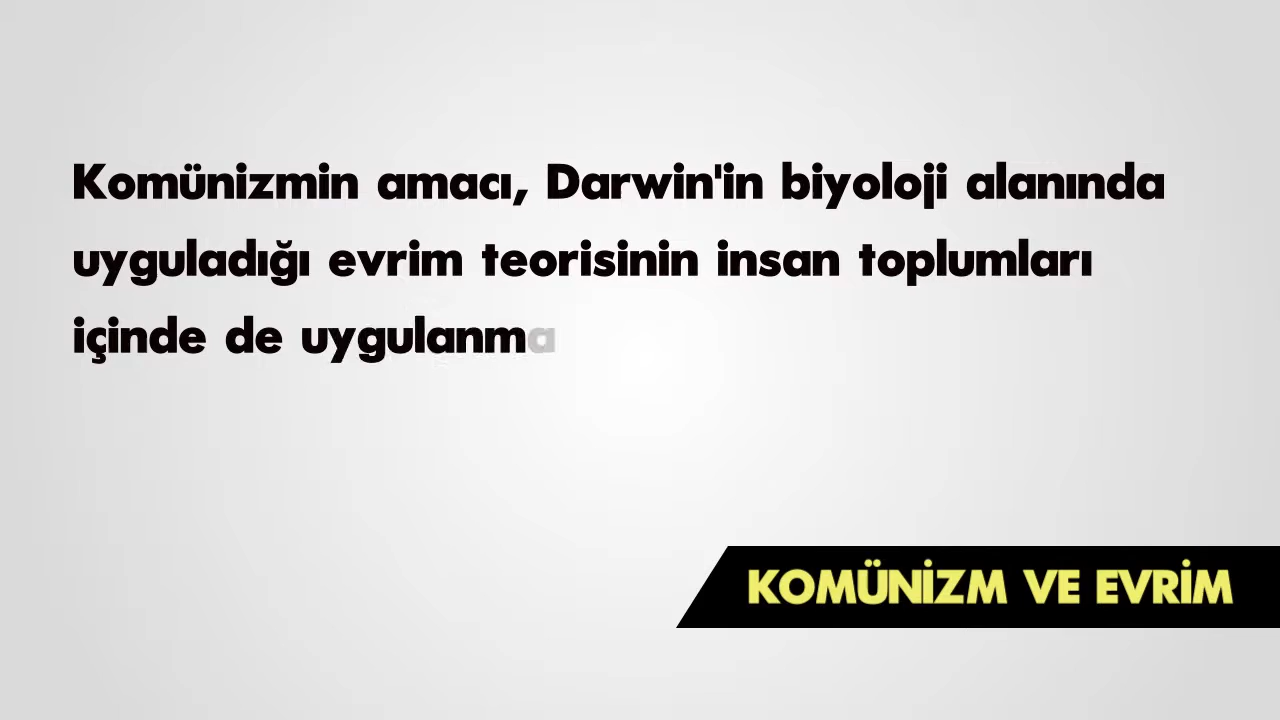 Komünizmin amacı, Darwin'in biyoloji alanında
uyguladığı evrim teorisinin insan toplumları
içinde de uygulanma
KOMÜNİZM VE EVRİM